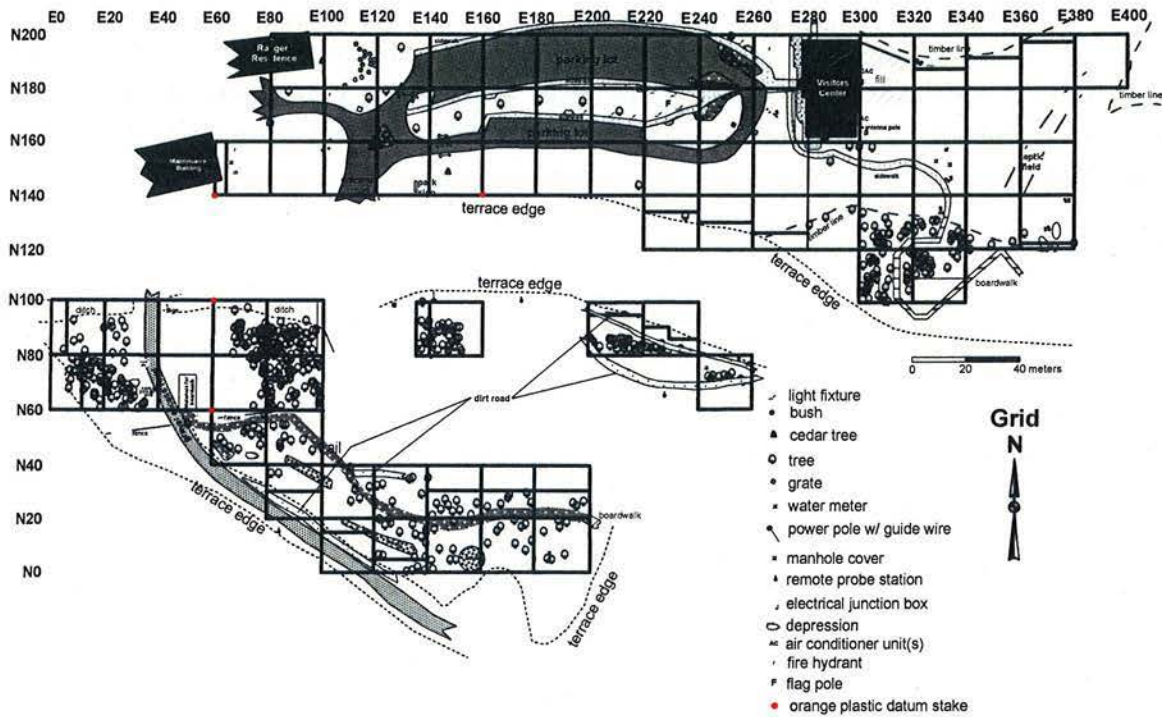 E0 E20 E40 E60 E80 E100 E120 E140 E160 E180 E200 E220 E240 E260 E280 E300 E320 E340 E360 E380 E400
N200
N180
N160
N140
N120
N100
N80
N60
N40
N20
N0
Ranger
Residence
sidewalk
parking lot
parking lot
F
Visitors
Center
AC
fill
AC
timber line
timber line
sidewalk
field
terrace edge
timber line
terrace edge
boardwalk
ditch
ditch
terrace edge
dirt road
fence
fence
terrace edge
boardwalk
terrace edge
0 20 40 meters
light fixture
bush
cedar tree
tree
grate
water meter
power pole w/ guide wire
manhole cover
remote probe station
electrical junction box
depression
AC air conditioner unit(s)
fire hydrant
F flag pole
orange plastic datum stake
Grid
N